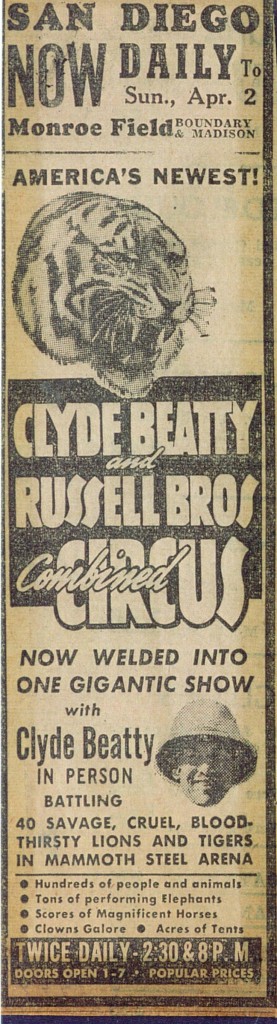 SAN DIEGO
NOW DAILY To
Sun., Apr. 2
Monroe Field BOUNDARY & MADISON
AMERICA'S NEWEST!
CLYDE BEATTY
and
RUSSELL BROS
Combined
CIRCUS
NOW WELDED INTO
ONE GIGANTIC SHOW
with
Clyde Beatty
IN PERSON
BATTLING
40 SAVAGE, CRUEL, BLOOD-
THIRSTY LIONS AND TIGERS
IN MAMMOTH STEEL ARENA
• Hundreds of people and animals
• Tons of performing Elephants
• Scores of Magnificent Horses
• Clowns Galore • Acres of Tents
TWICE DAILY - 2:30 & 8 P. M.
DOORS OPEN 1-7 • POPULAR PRICES